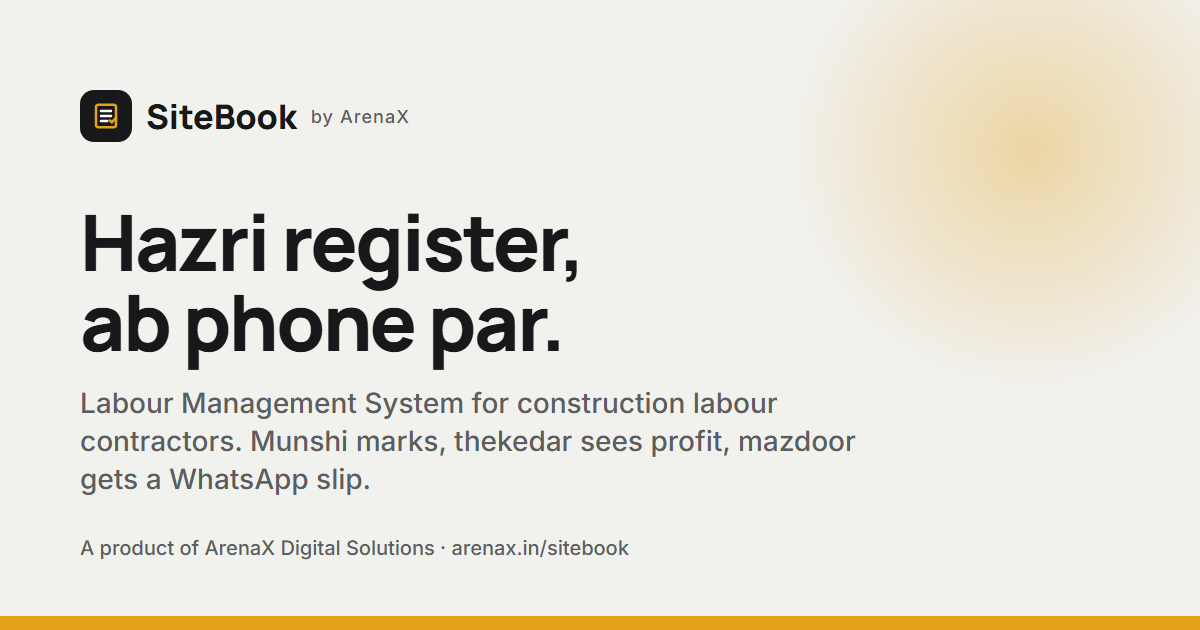 SiteBook by ArenaX
Hazri register,
ab phone par.
Labour Management System for construction labour
contractors. Munshi marks, thekedar sees profit, mazdoor
gets a WhatsApp slip.
A product of ArenaX Digital Solutions · arenax.in/sitebook